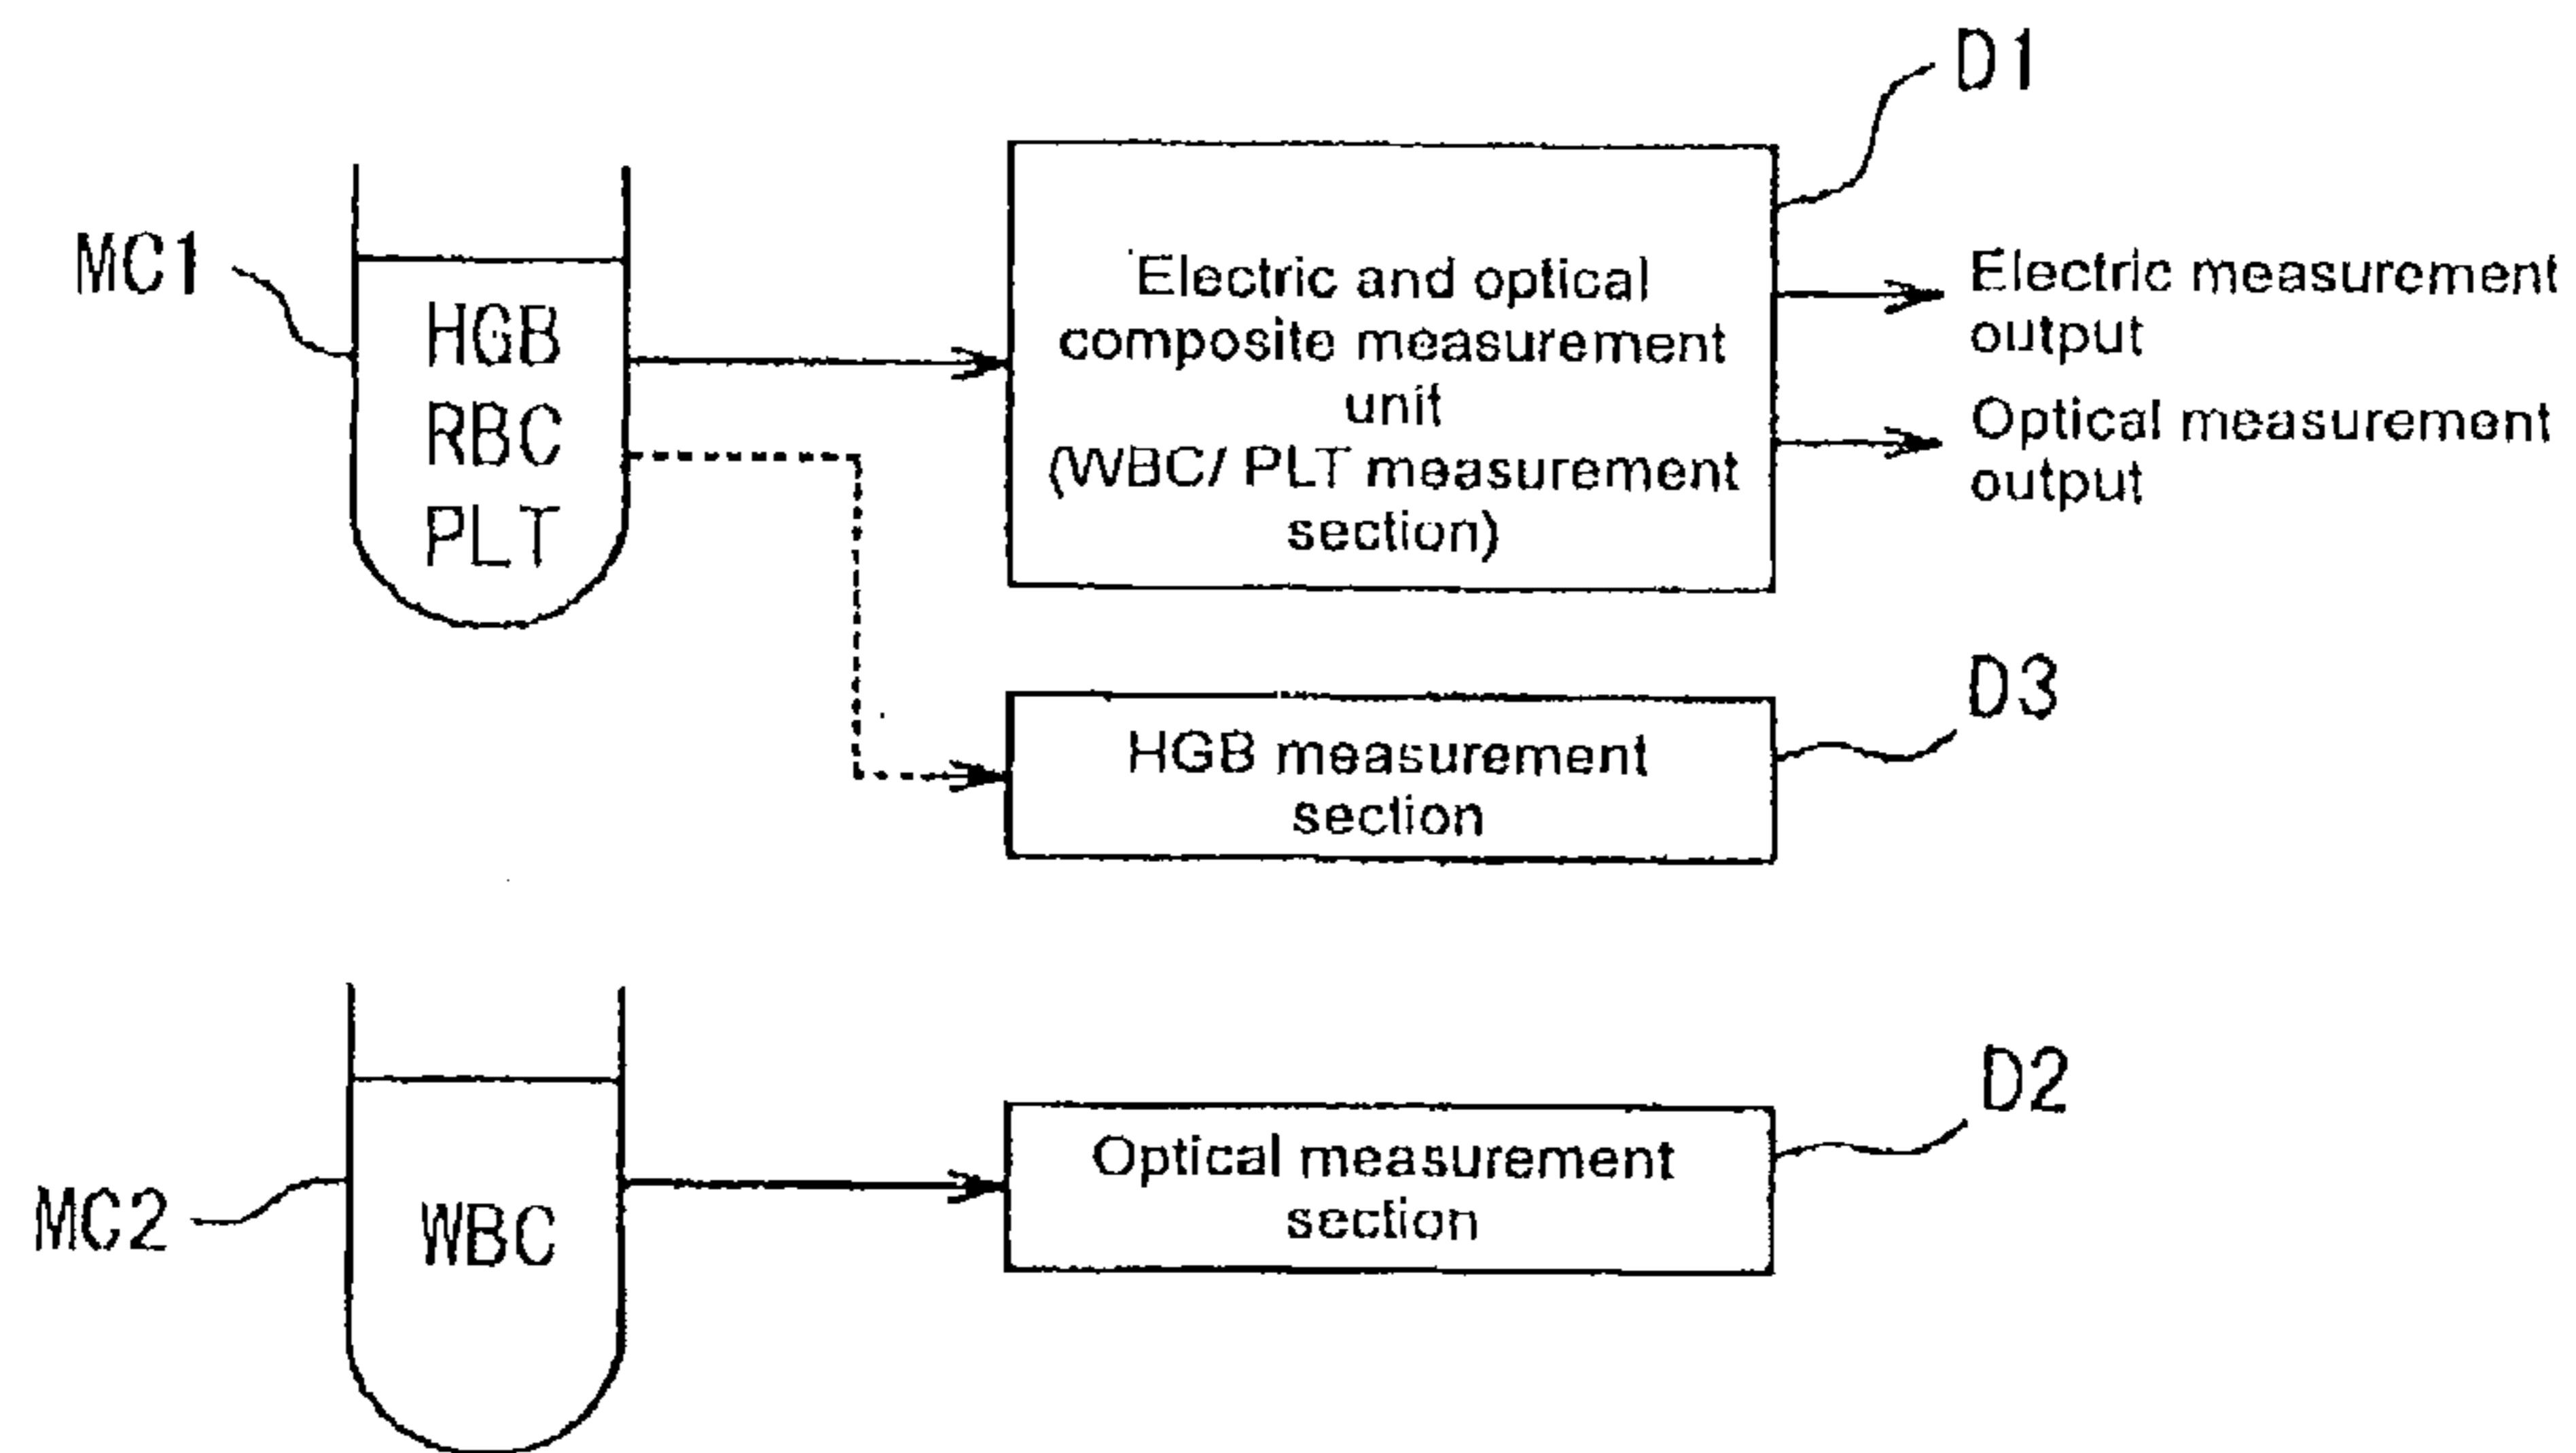 D1
MC1
HGB
RBC
PLT
Electric and optical
composite measurement
unit
(WBC/ PLT measurement
section)
Electric measurement
output
Optical measurement
output
D3
HGB measurement
section
D2
MC2
WBC
Optical measurement
section